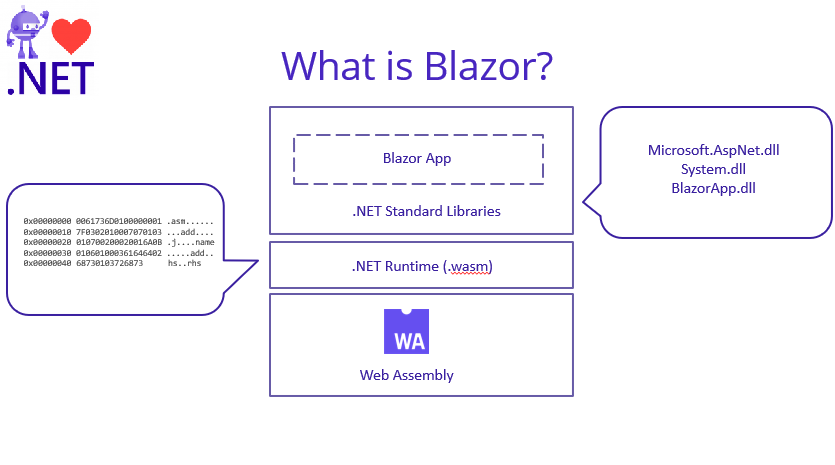 .NET
What is Blazor?
Blazor App
.NET Standard Libraries
Microsoft.AspNet.dll
System.dll
BlazorApp.dll
0x00000000 0061736D0100000001 .asm......
0x00000010 7F0302010007070103 ...add....
0x00000020 010700200020016A0B .j....name
0x00000030 010601000361646402 .....add..
0x00000040 68730103726873 hs..rhs
.NET Runtime (.wasm)
WA
Web Assembly